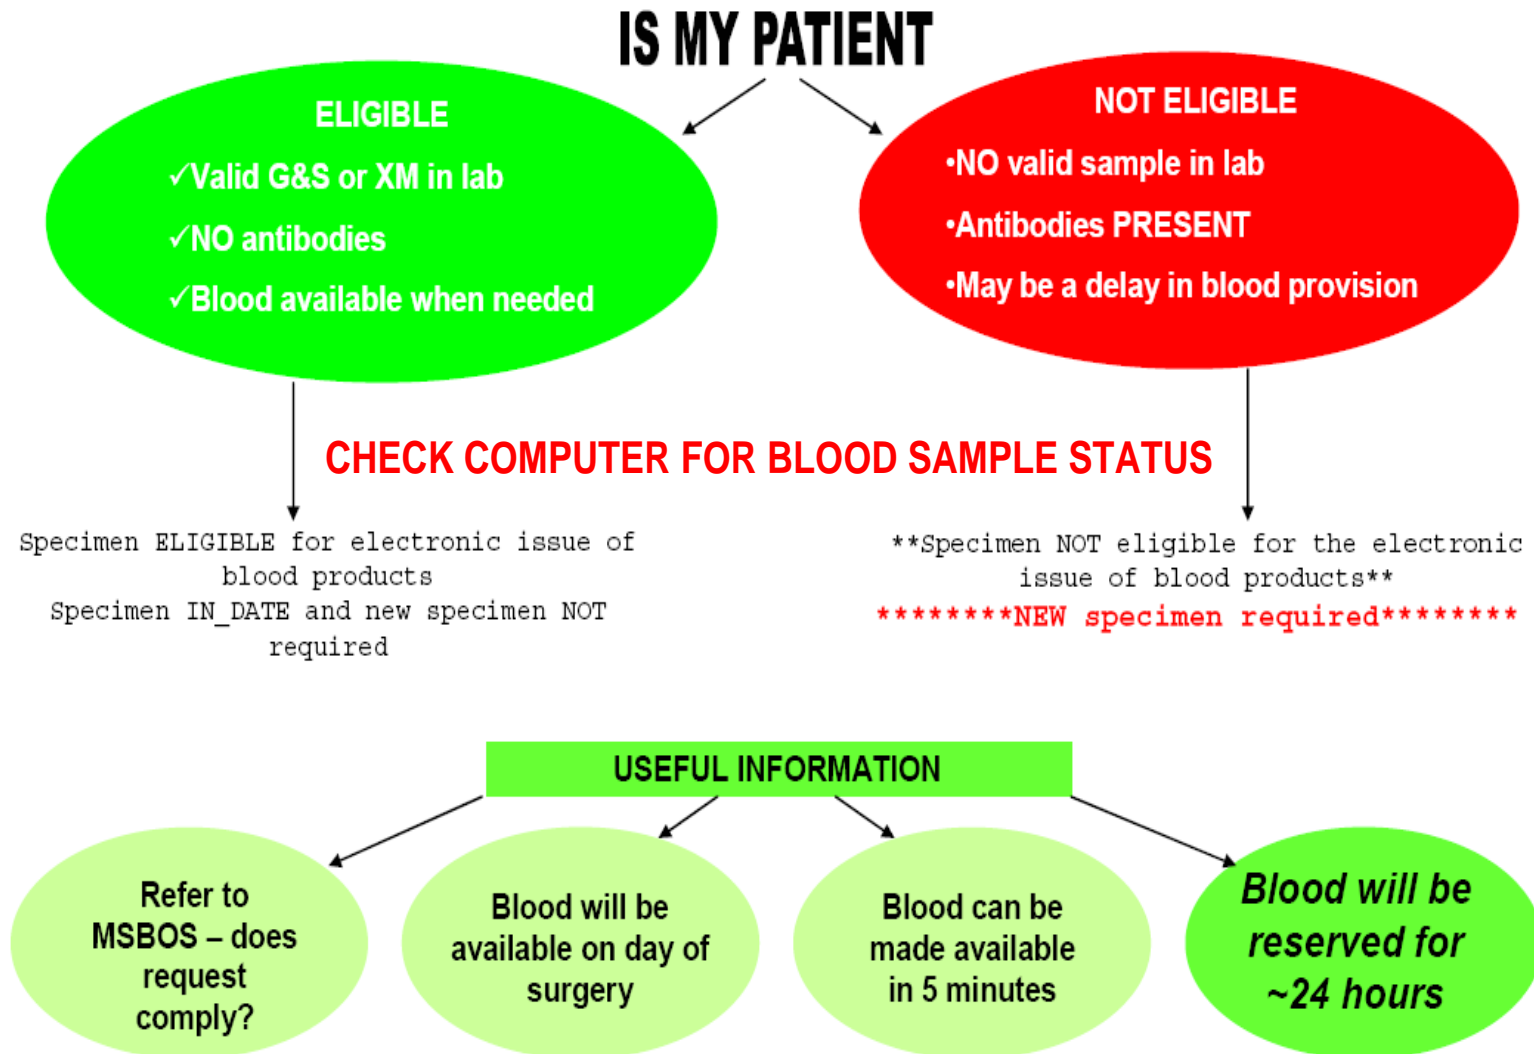 IS MY PATIENT
ELIGIBLE
✓Valid G&S or XM in lab
✓NO antibodies
✓Blood available when needed
NOT ELIGIBLE
•NO valid sample in lab
•Antibodies PRESENT
•May be a delay in blood provision
CHECK COMPUTER FOR BLOOD SAMPLE STATUS
Specimen ELIGIBLE for electronic issue of
blood products
Specimen IN_DATE and new specimen NOT
required
**Specimen NOT eligible for the electronic
issue of blood products**
********NEW specimen required********
USEFUL INFORMATION
Refer to
MSBOS – does
request
comply?
Blood will be
available on day of
surgery
Blood can be
made available
in 5 minutes
Blood will be
reserved for
~24 hours